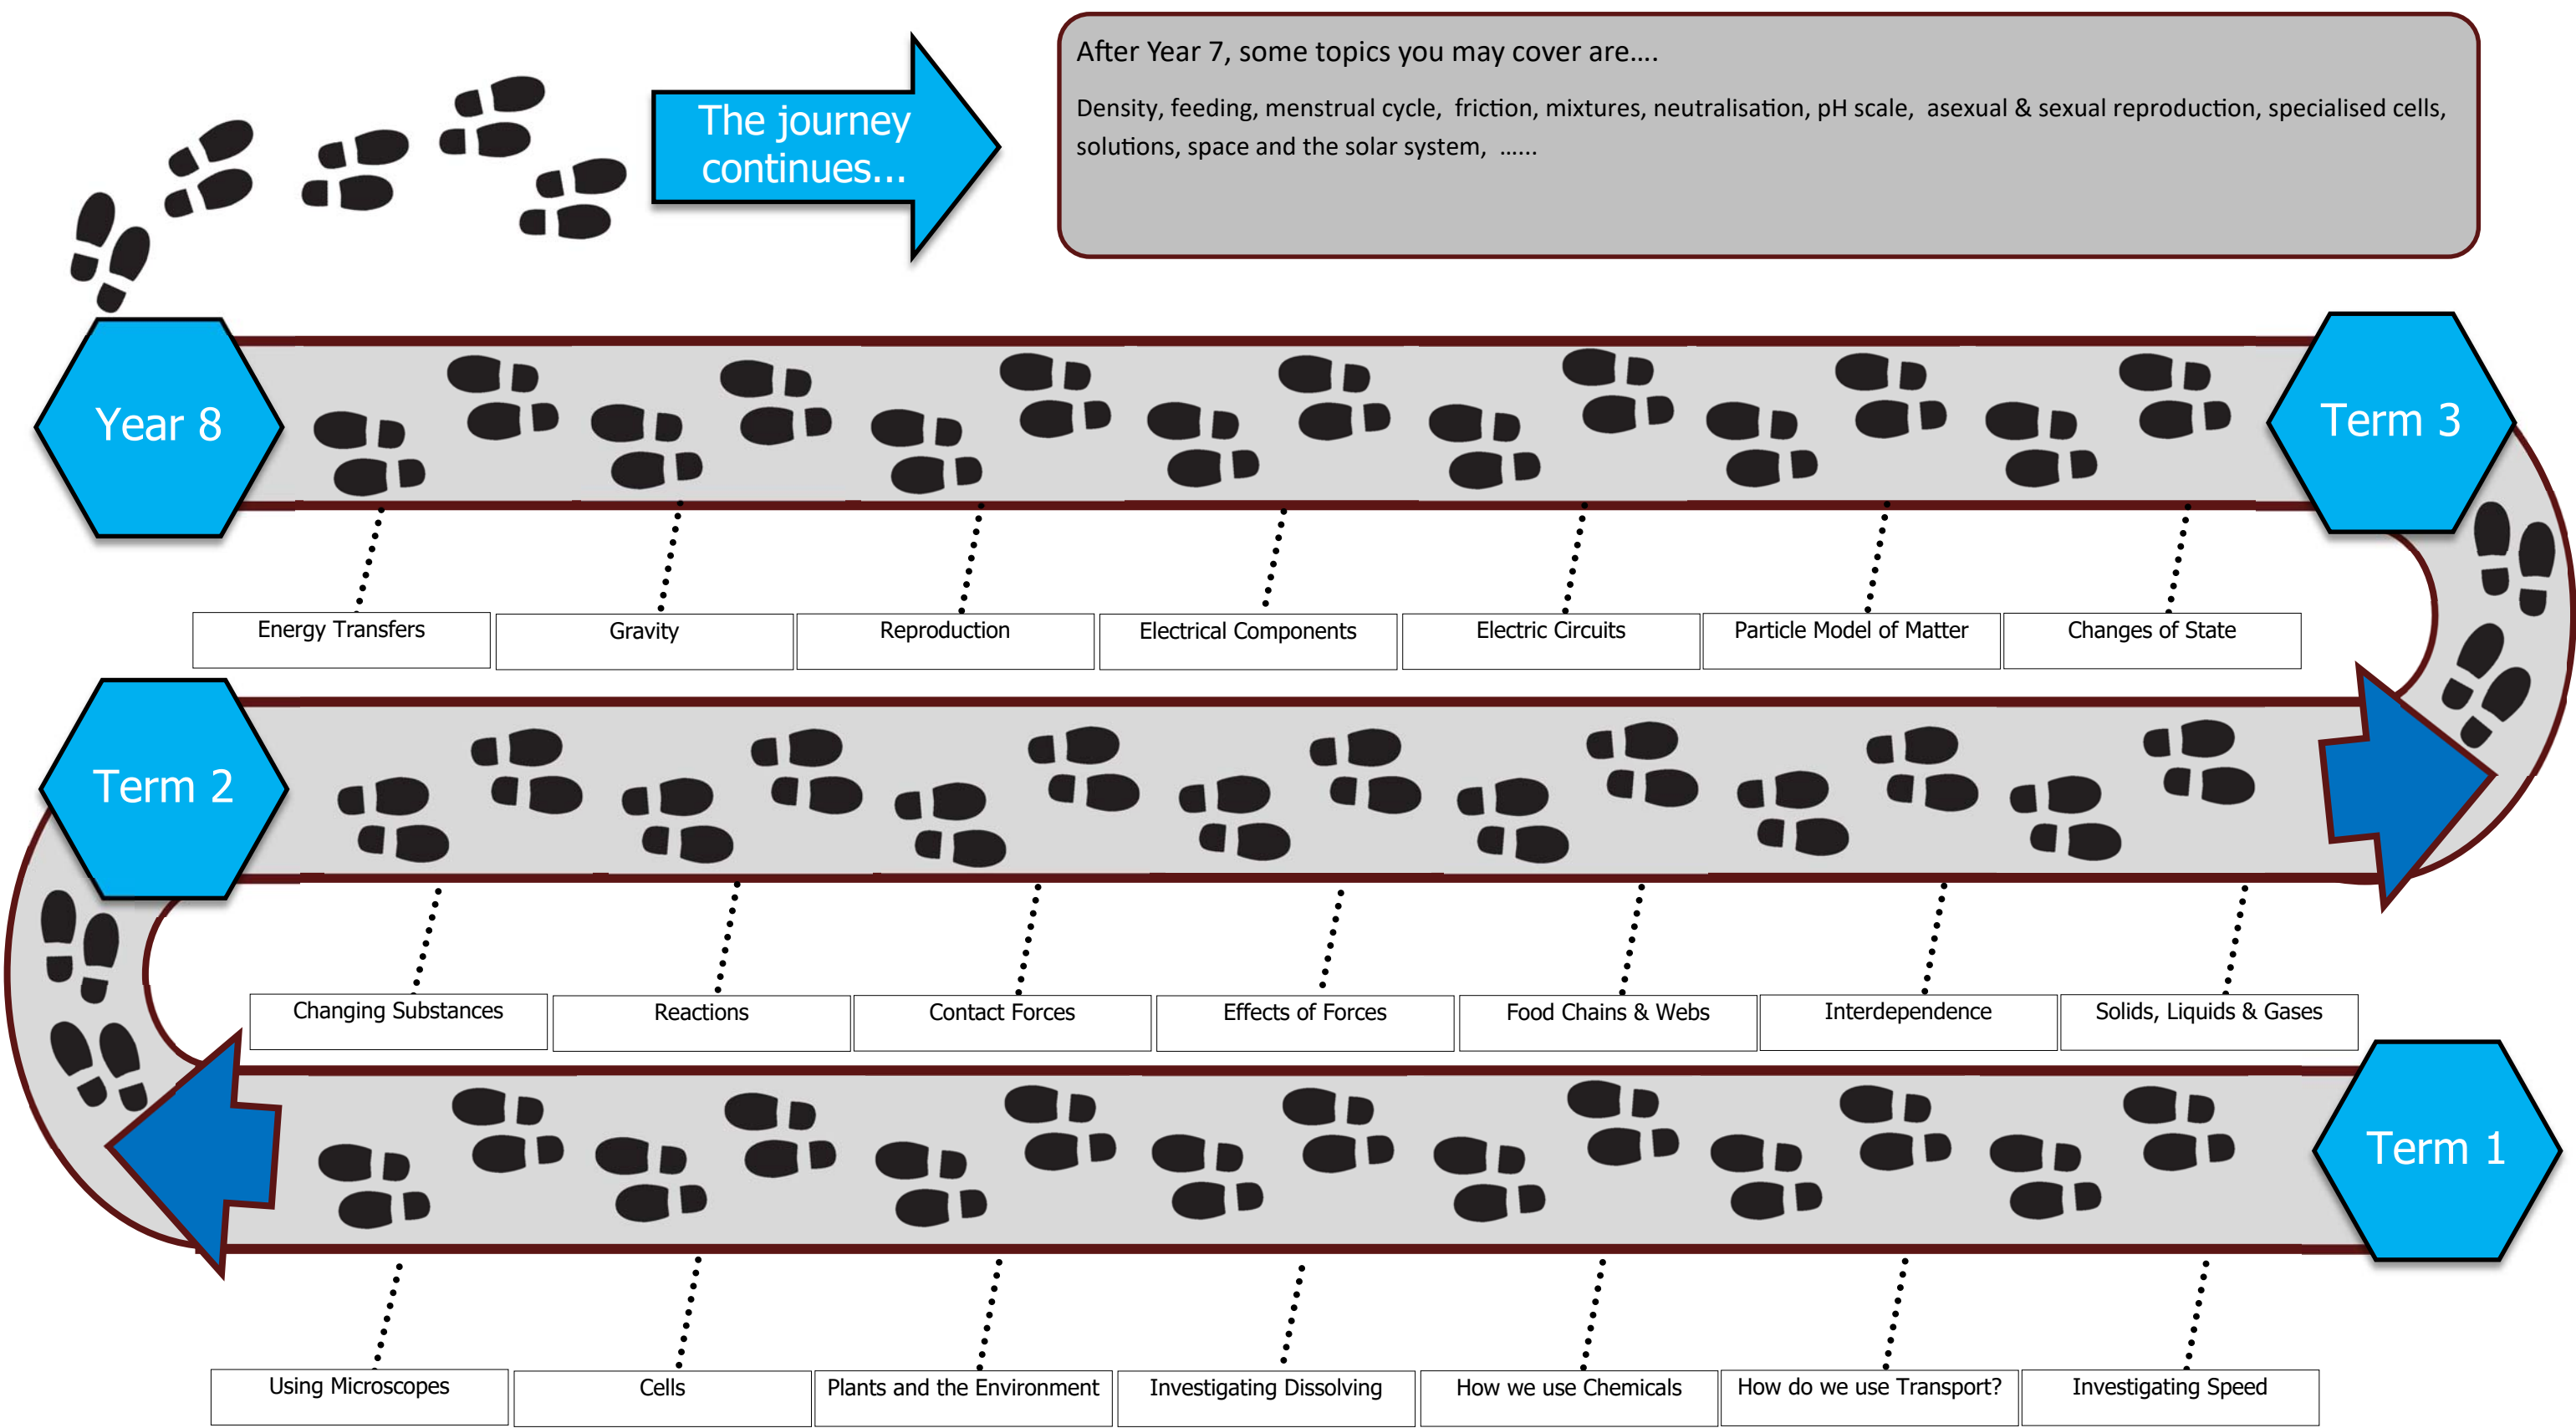 The journey
continues...
After Year 7, some topics you may cover are....
Density, feeding, menstrual cycle, friction, mixtures, neutralisation, pH scale, asexual & sexual reproduction, specialised cells,
solutions, space and the solar system, ......
Year 8
Term 3
Energy Transfers
Gravity
Reproduction
Electrical Components
Electric Circuits
Particle Model of Matter
Changes of State
Term 2
Changing Substances
Reactions
Contact Forces
Effects of Forces
Food Chains & Webs
Interdependence
Solids, Liquids & Gases
Term 1
Using Microscopes
Cells
Plants and the Environment
Investigating Dissolving
How we use Chemicals
How do we use Transport?
Investigating Speed